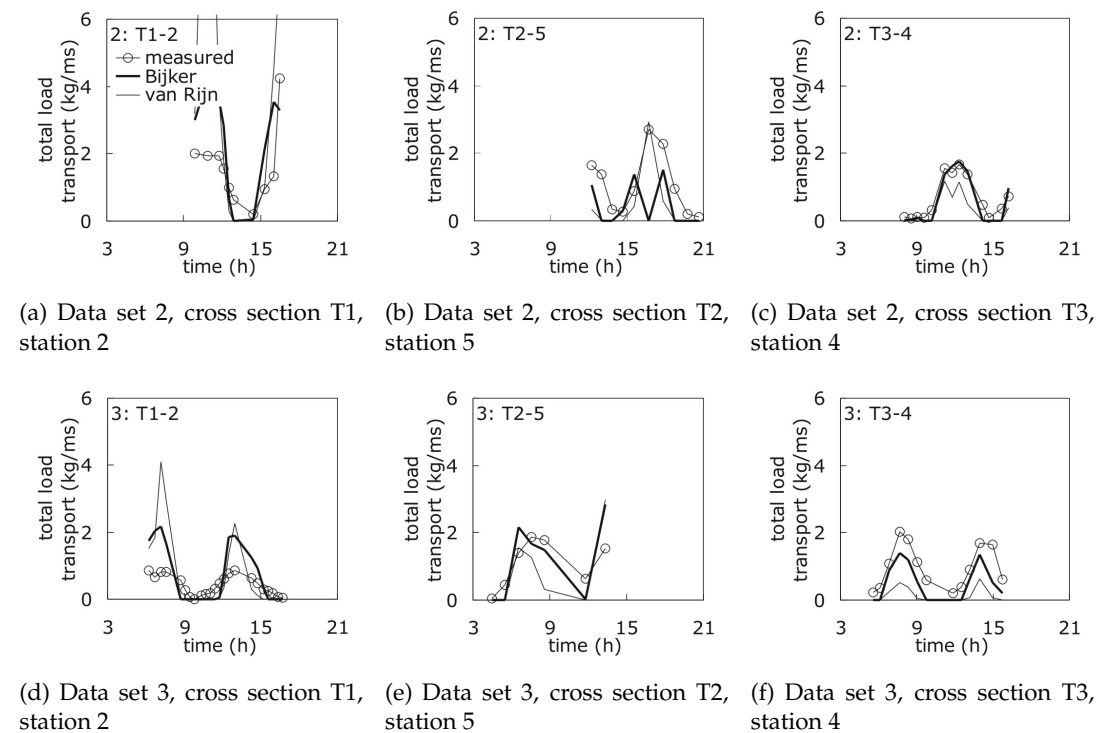 2: T1-2
measured
Bijker
van Rijn
total load
transport (kg/ms)
6
4
2
0
3 9 15 21
time (h)
(a) Data set 2, cross section T1,
station 2
2: T2-5
total load
transport (kg/ms)
6
4
2
0
3 9 15 21
time (h)
(b) Data set 2, cross section T2,
station 5
2: T3-4
total load
transport (kg/ms)
6
4
2
0
3 9 15 21
time (h)
(c) Data set 2, cross section T3,
station 4
3: T1-2
total load
transport (kg/ms)
6
4
2
0
3 9 15 21
time (h)
(d) Data set 3, cross section T1,
station 2
3: T2-5
total load
transport (kg/ms)
6
4
2
0
3 9 15 21
time (h)
(e) Data set 3, cross section T2,
station 5
3: T3-4
total load
transport (kg/ms)
6
4
2
0
3 9 15 21
time (h)
(f) Data set 3, cross section T3,
station 4